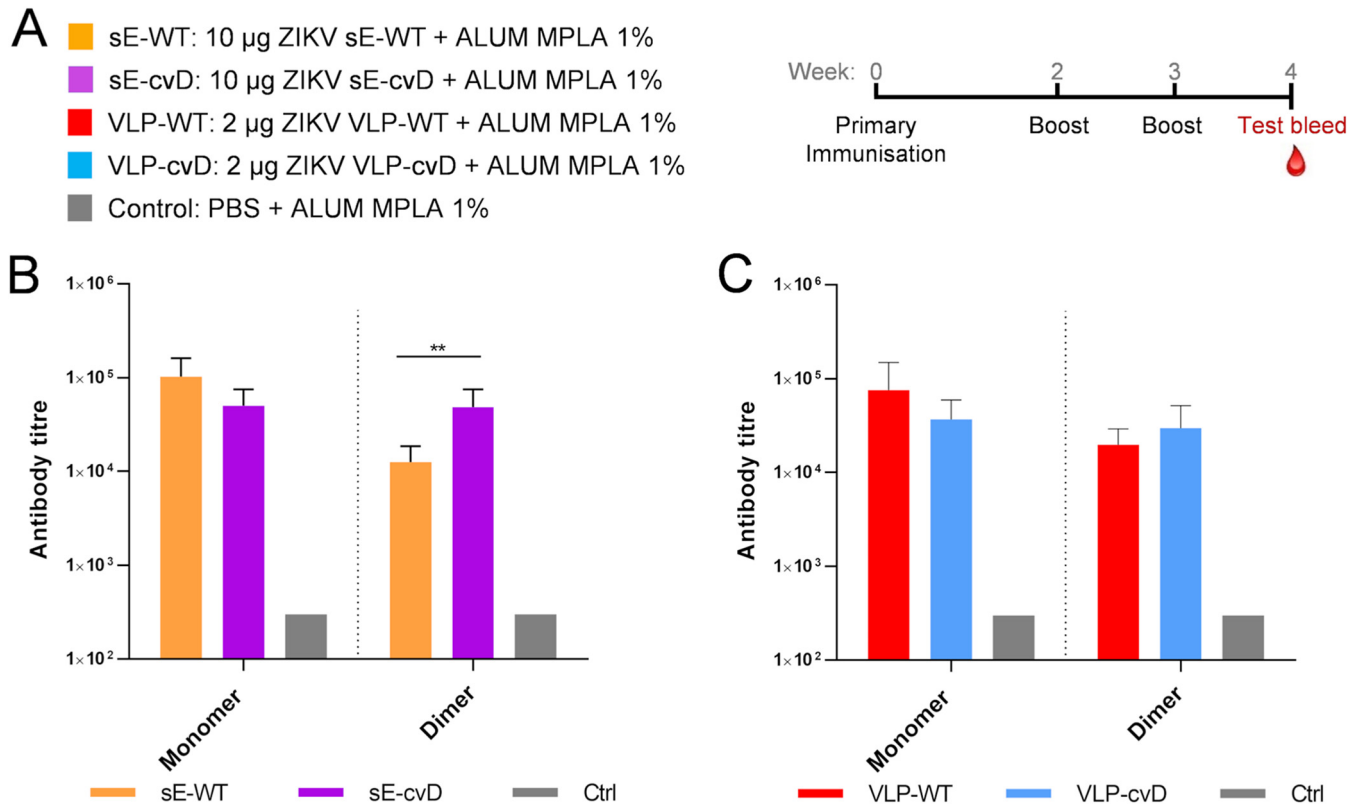 A
sE-WT: 10 µg ZIKV sE-WT + ALUM MPLA 1%
sE-cvD: 10 µg ZIKV sE-cvD + ALUM MPLA 1%
VLP-WT: 2 µg ZIKV VLP-WT + ALUM MPLA 1%
VLP-cvD: 2 µg ZIKV VLP-cvD + ALUM MPLA 1%
Control: PBS + ALUM MPLA 1%
Week: 0 2 3 4
Primary Immunisation
Boost
Boost
Test bleed
B
Antibody titre
1×10⁶
1×10⁵
1×10⁴
1×10³
1×10²
**
Monomer
Dimer
sE-WT
sE-cvD
Ctrl
C
Antibody titre
1×10⁶
1×10⁵
1×10⁴
1×10³
1×10²
Monomer
Dimer
VLP-WT
VLP-cvD
Ctrl